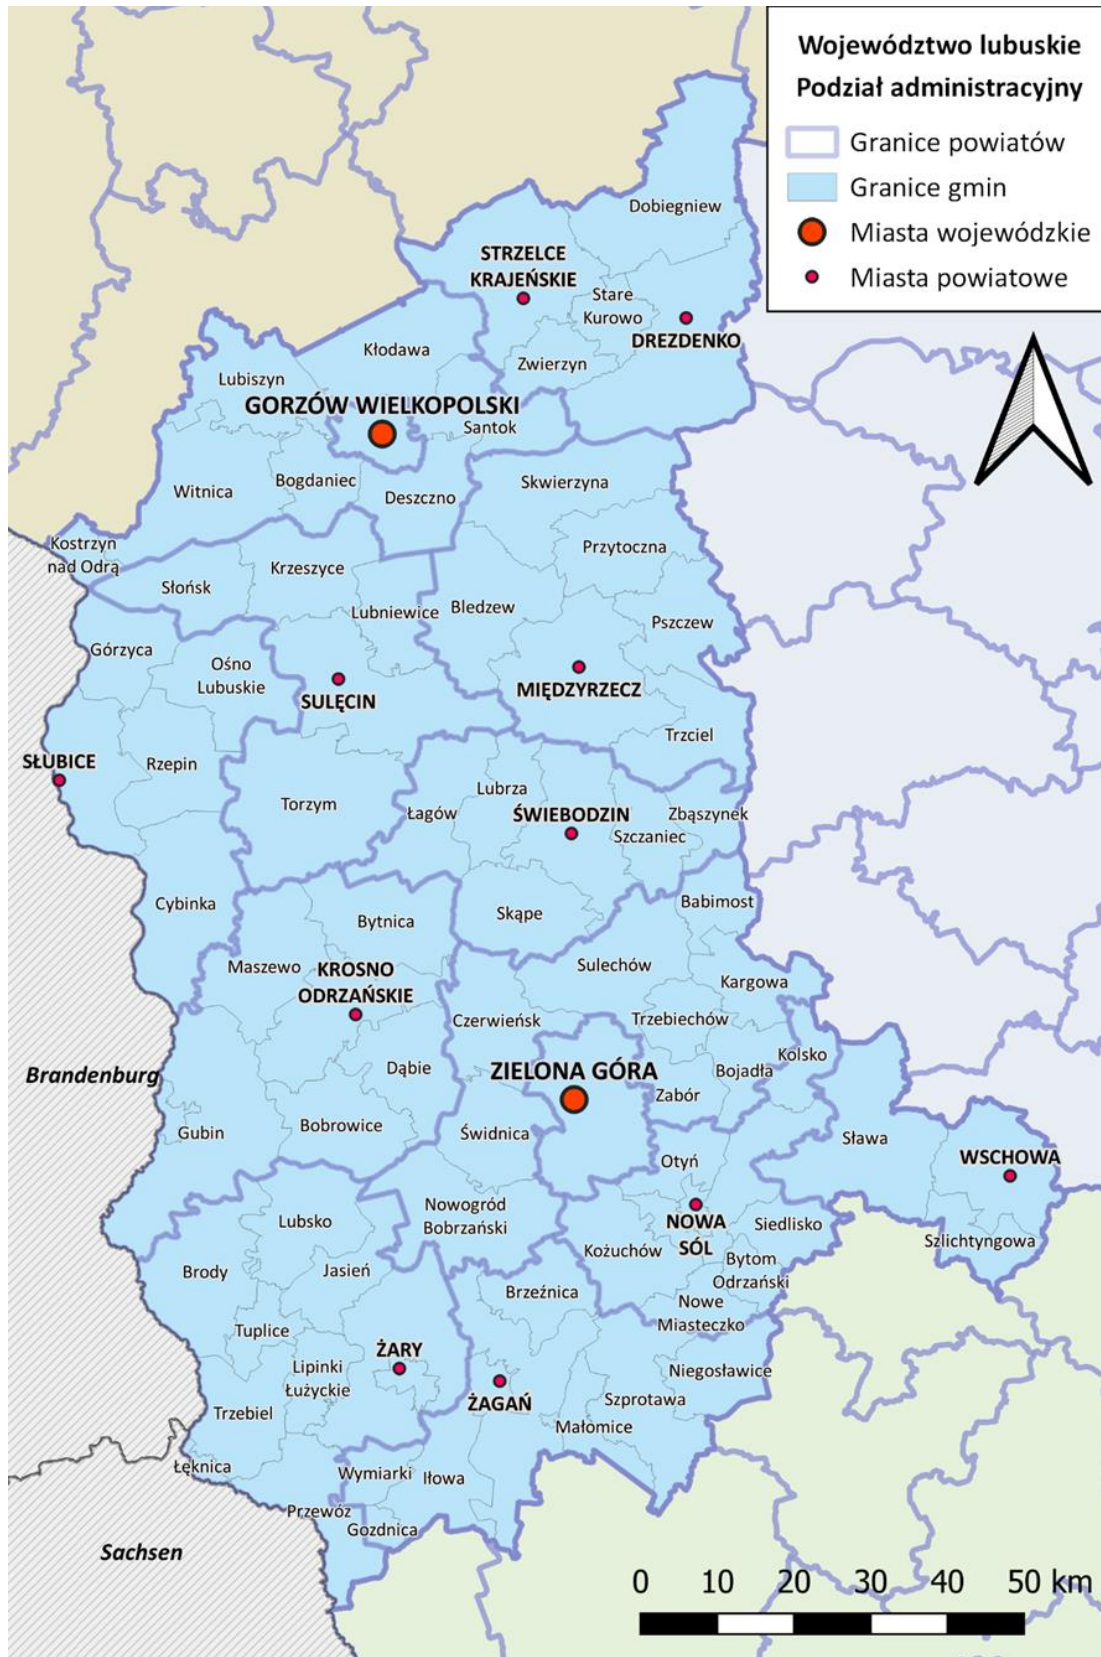 Województwo lubuskie
Podział administracyjny
Granice powiatów
Granice gmin
Miasta wojewódzkie
Miasta powiatowe
Dobiegniew
STRZELCE
KRAJEŃSKIE
Stare
Kurowo
DREZDENKO
Kłodawa
Zwierzyn
Lubiszyn
GORZÓW WIELKOPOLSKI
Santok
Witnica
Bogdaniec
Deszczno
Skwierzyna
Kostrzyn
nad Odrą
Przytoczna
Krzeszyce
Słońsk
Lubniewice
Bledzew
Pszczew
Górzyca
Ośno
Lubuskie
SULĘCIN
MIĘDZYRZECZ
Trzciel
SŁUBICE
Rzepin
Torzym
Łagów
Lubrza
ŚWIEBODZIN
Szczaniec
Zbąszynek
Cybinka
Bytnica
Skąpe
Babimost
Maszewo
KROSNO
ODRZAŃSKIE
Sulechów
Kargowa
Czerwieńsk
Trzebiechów
Brandenburg
Dąbie
ZIELONA GÓRA
Bojadła
Kolsko
Zabór
Gubin
Bobrowice
Świdnica
Sława
WSCHOWA
Otyń
Lubsko
Nowogród
Bobrzański
NOWA
SÓL
Siedlisko
Szlichtyngowa
Kożuchów
Bytom
Odrzański
Brody
Jasień
Brzeźnica
Nowe
Miasteczko
Tuplice
ŻARY
Lipinki
Łużyckie
ŻAGAŃ
Niegosławice
Szprotawa
Trzebiel
Małomice
Łęknica
Wymiarki
Iłowa
Przewóz
Gozdnica
Sachsen
0 10 20 30 40 50 km